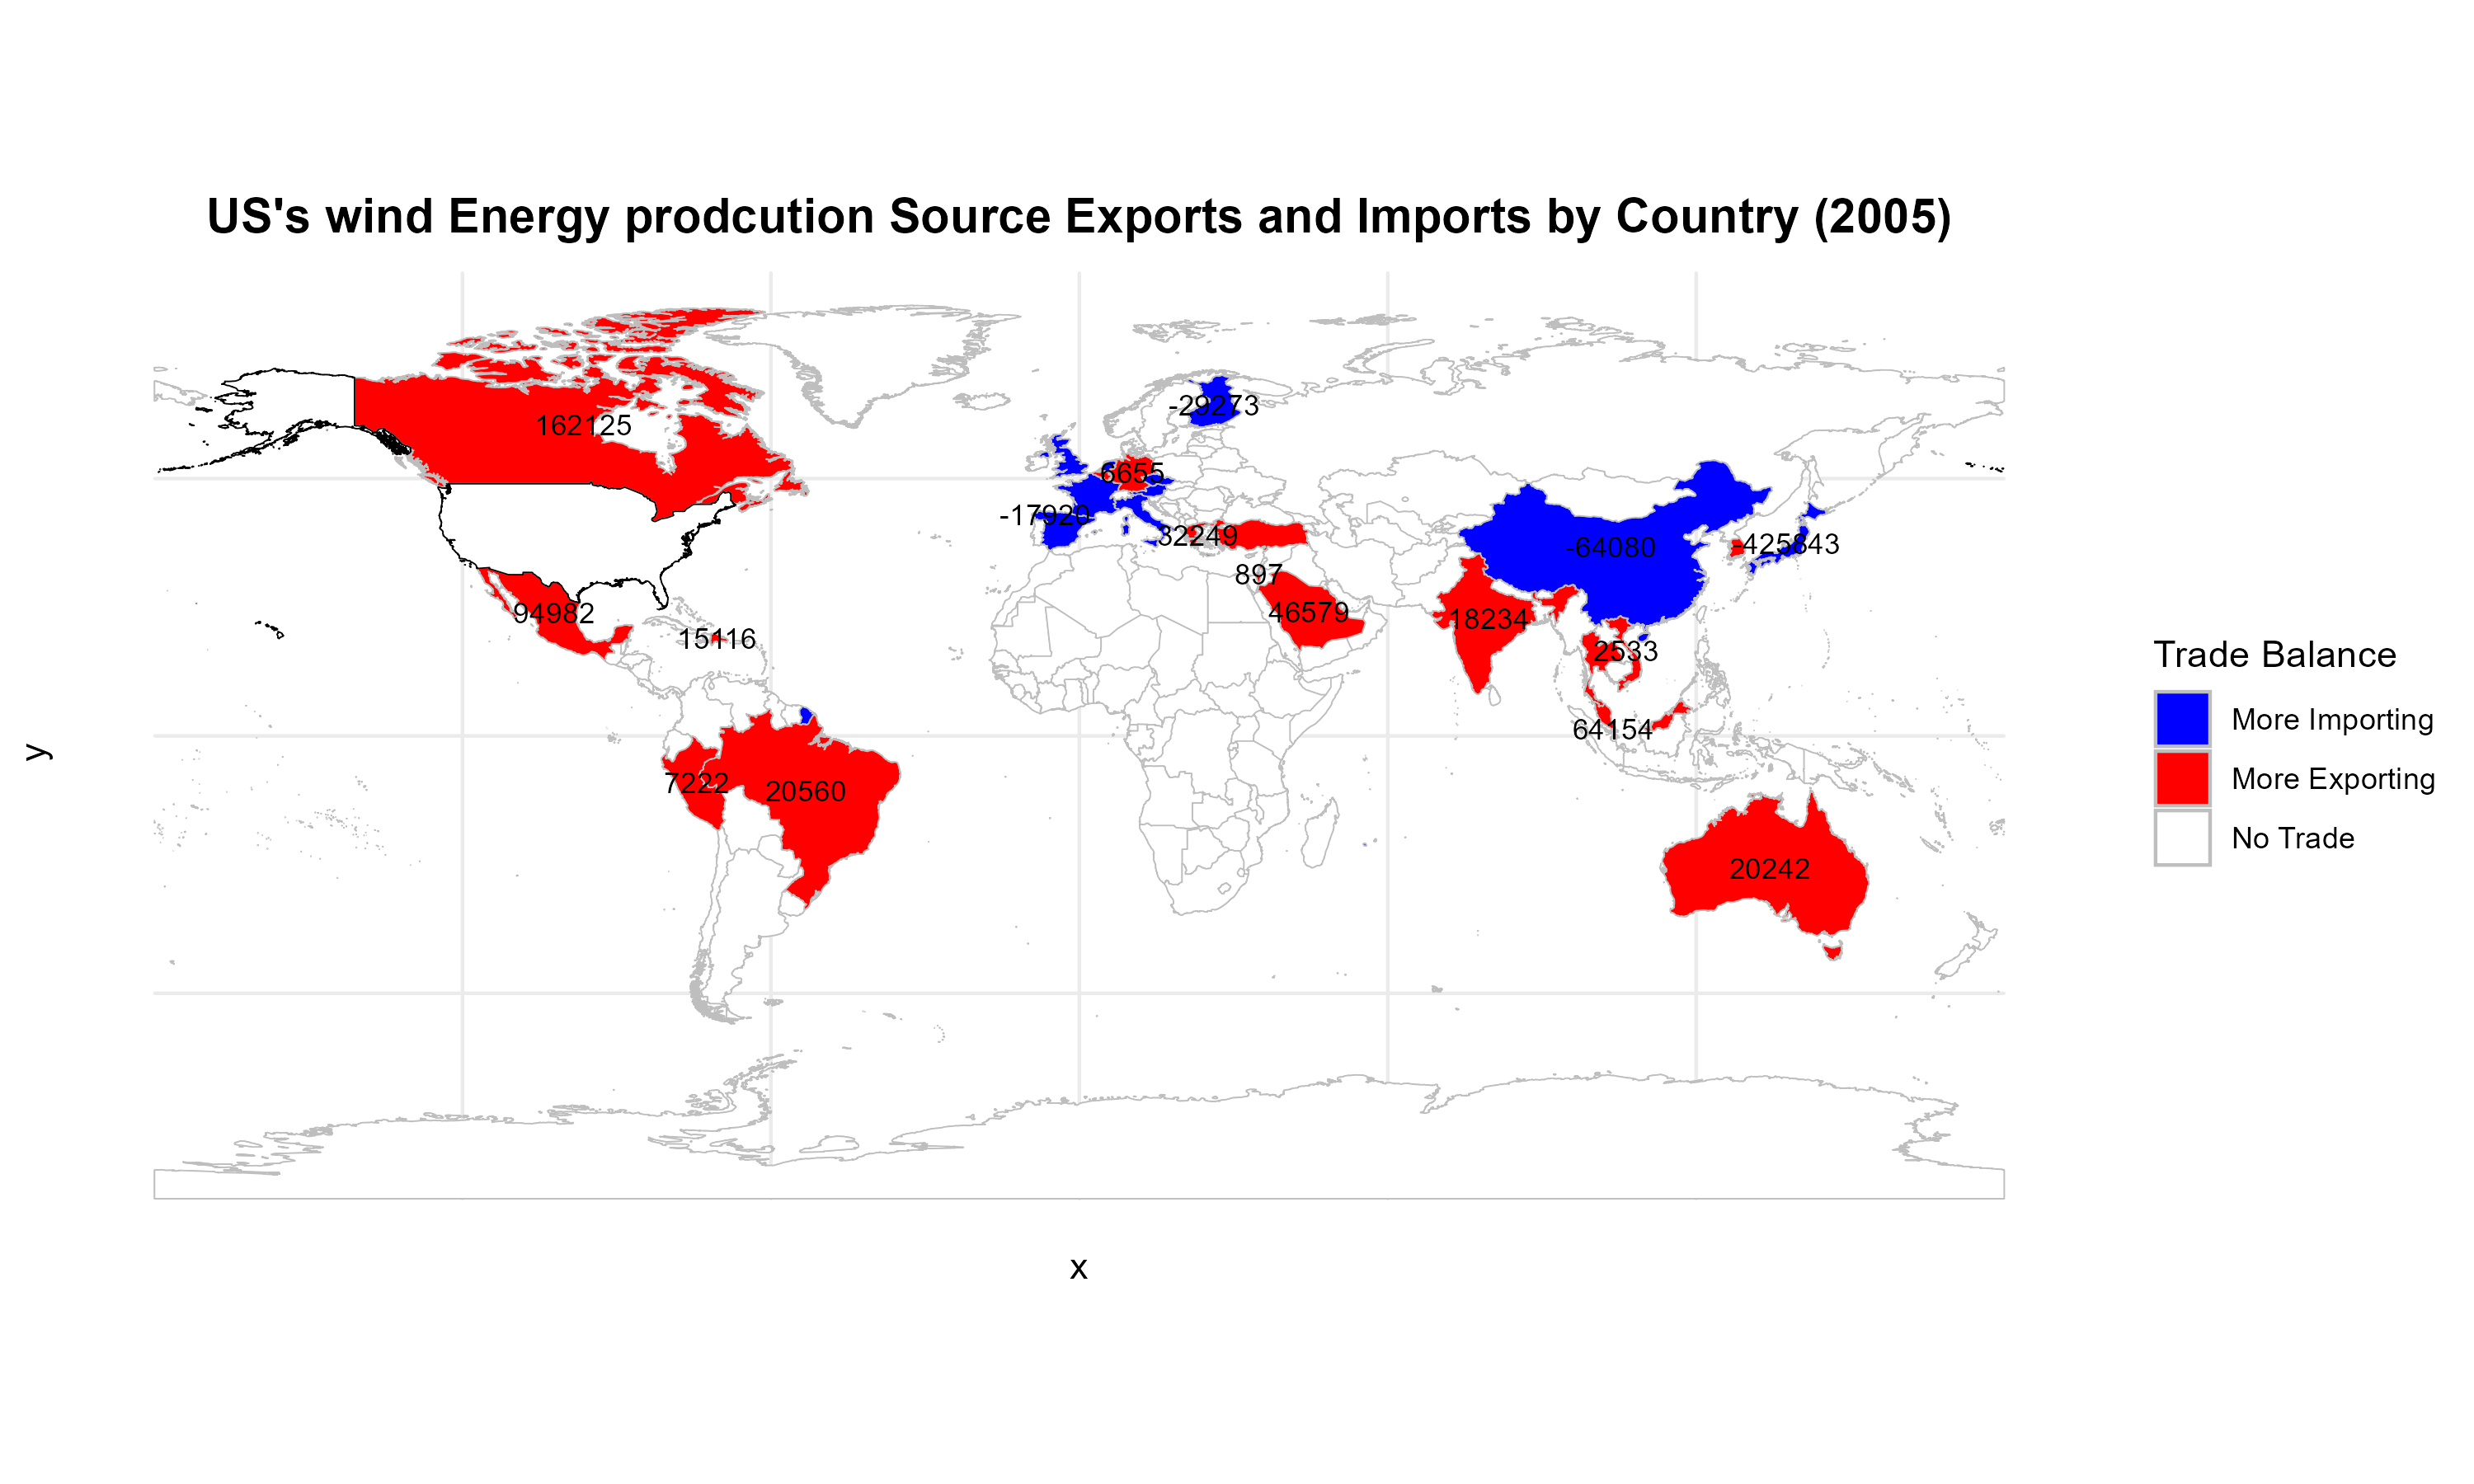 US's wind Energy prodcution Source Exports and Imports by Country (2005)
-29273
162125
6655
-17920
32249
-64080
-425843
897
94982
46579
18234
15116
2533
64154
7222
20560
20242
y
x
Trade Balance
More Importing
More Exporting
No Trade